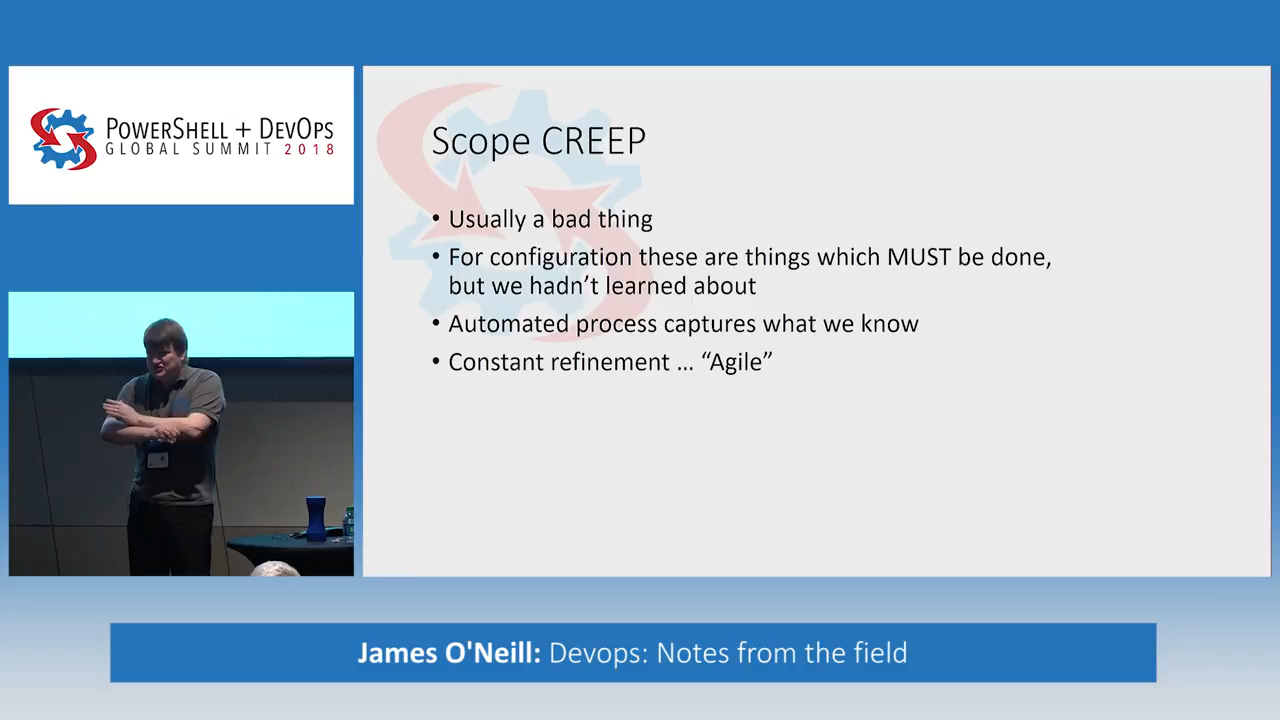 POWERSHELL + DEVOPS
GLOBAL SUMMIT 2018
Scope CREEP
• Usually a bad thing
• For configuration these are things which MUST be done,
but we hadn’t learned about
• Automated process captures what we know
• Constant refinement … “Agile”
James O'Neill: Devops: Notes from the field